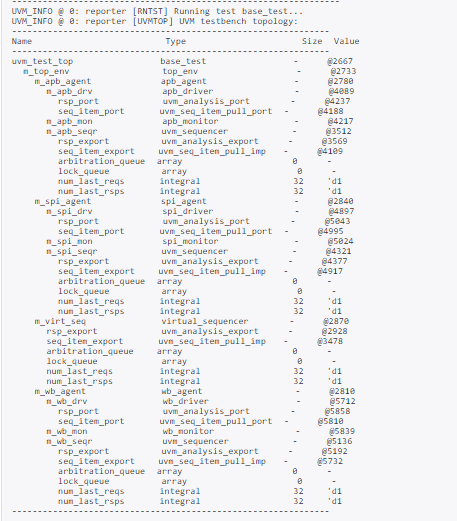 UVM_INFO @ 0: reporter [RNTST] Running test base_test...
UVM_INFO @ 0: reporter [UVMTOP] UVM testbench topology:
--------------------------------------------------------------
Name Type Size Value
--------------------------------------------------------------
uvm_test_top base_test - @2667
m_top_env top_env - @2733
m_apb_agent apb_agent - @2780
m_apb_drv apb_driver - @4089
rsp_port uvm_analysis_port - @4237
seq_item_port uvm_seq_item_pull_port - @4188
m_apb_mon apb_monitor - @4217
m_apb_seqr uvm_sequencer - @3512
rsp_export uvm_analysis_export - @3569
seq_item_export uvm_seq_item_pull_imp - @4109
arbitration_queue array 0 -
lock_queue array 0 -
num_last_reqs integral 32 'd1
num_last_rsps integral 32 'd1
m_spi_agent spi_agent - @2840
m_spi_drv spi_driver - @4897
rsp_port uvm_analysis_port - @5043
seq_item_port uvm_seq_item_pull_port - @4995
m_spi_mon spi_monitor - @5024
m_spi_seqr uvm_sequencer - @4321
rsp_export uvm_analysis_export - @4377
seq_item_export uvm_seq_item_pull_imp - @4917
arbitration_queue array 0 -
lock_queue array 0 -
num_last_reqs integral 32 'd1
num_last_rsps integral 32 'd1
m_virt_seq virtual_sequencer - @2870
rsp_export uvm_analysis_export - @2928
seq_item_export uvm_seq_item_pull_imp - @3478
arbitration_queue array 0 -
lock_queue array 0 -
num_last_reqs integral 32 'd1
num_last_rsps integral 32 'd1
m_wb_agent wb_agent - @2810
m_wb_drv wb_driver - @5712
rsp_port uvm_analysis_port - @5858
seq_item_port uvm_seq_item_pull_port - @5810
m_wb_mon wb_monitor - @5839
m_wb_seqr uvm_sequencer - @5136
rsp_export uvm_analysis_export - @5192
seq_item_export uvm_seq_item_pull_imp - @5732
arbitration_queue array 0 -
lock_queue array 0 -
num_last_reqs integral 32 'd1
num_last_rsps integral 32 'd1
--------------------------------------------------------------